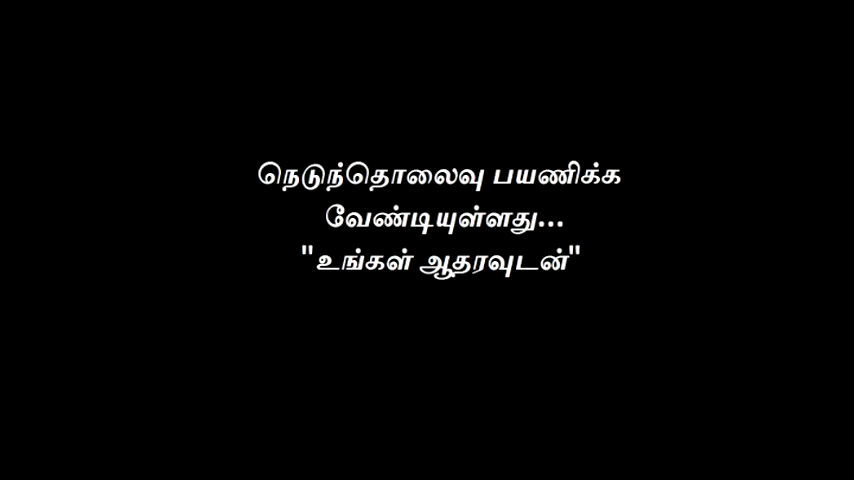 நெடுந்தொலைவு பயணிக்க
வேண்டியுள்ளது...
"உங்கள் ஆதரவுடன்"